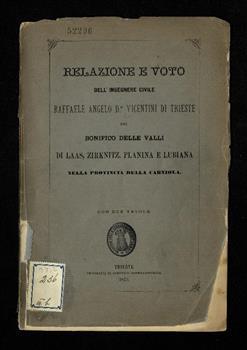 52296
RELAZIONE E VOTO
DELL' INGEGNERE CIVILE
RAFFAELE ANGELO D.r VICENTINI DI TRIESTE
SUL
BONIFICO DELLE VALLI
DI LAAS, ZIRKNITZ, PLANINA E LUBIANA
NELLA PROVINCIA DELLA CARNIOLA.
CON DUE TAVOLE
TRIESTE
236